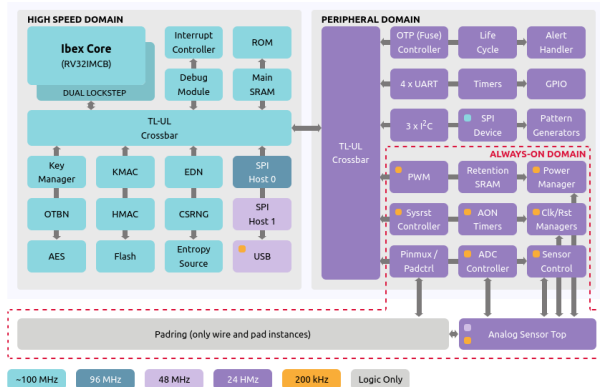 HIGH SPEED DOMAIN
Ibex Core
(RV32IMCB)
DUAL LOCKSTEP
Interrupt
Controller
ROM
Debug
Module
Main
SRAM
TL-UL
Crossbar
Key
Manager
KMAC
EDN
SPI
Host 0
OTBN
HMAC
CSRNG
SPI
Host 1
AES
Flash
Entropy
Source
USB
PERIPHERAL DOMAIN
TL-UL
Crossbar
OTP (Fuse)
Controller
Life
Cycle
Alert
Handler
4 x UART
Timers
GPIO
3 x I²C
SPI
Device
Pattern
Generators
ALWAYS-ON DOMAIN
PWM
Retention
SRAM
Power
Manager
Sysrst
Controller
AON
Timers
Clk/Rst
Managers
Pinmux /
Padctrl
ADC
Controller
Sensor
Control
Padring (only wire and pad instances)
Analog Sensor Top
~100 MHz
96 MHz
48 MHz
24 HMz
200 kHz
Logic Only